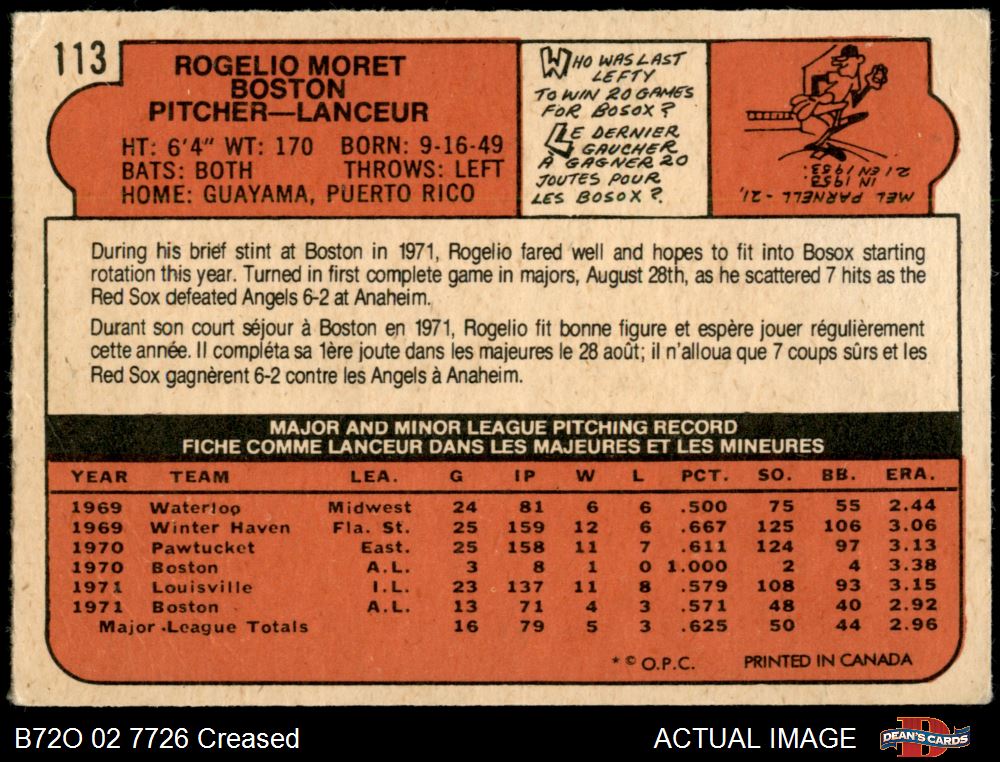 113
ROGELIO MORET
BOSTON
PITCHER—LANCEUR
HT: 6'4" WT: 170 BORN: 9-16-49
BATS: BOTH THROWS: LEFT
HOME: GUAYAMA, PUERTO RICO
WHO WAS LAST
LEFTY
TO WIN 20 GAMES
FOR BOSOX?
LE DERNIER
GAUCHER
À GAGNER 20
JOUTES POUR
LES BOSOX?
MEL PARNELL - 21,
IN 1953
21 EN 1953.
During his brief stint at Boston in 1971, Rogelio fared well and hopes to fit into Bosox starting
rotation this year. Turned in first complete game in majors, August 28th, as he scattered 7 hits as the
Red Sox defeated Angels 6-2 at Anaheim.
Durant son court séjour à Boston en 1971, Rogelio fit bonne figure et espère jouer régulièrement
cette année. Il compléta sa 1ère joute dans les majeures le 28 août; il n'alloua que 7 coups sûrs et les
Red Sox gagnèrent 6-2 contre les Angels à Anaheim.
MAJOR AND MINOR LEAGUE PITCHING RECORD
FICHE COMME LANCEUR DANS LES MAJEURES ET LES MINEURES
YEAR TEAM LEA. G IP W L PCT. SO. BB. ERA.
1969 Waterloo Midwest 24 81 6 6 .500 75 55 2.44
1969 Winter Haven Fla. St. 25 159 12 6 .667 125 106 3.06
1970 Pawtucket East. 25 158 11 7 .611 124 97 3.13
1970 Boston A.L. 3 8 1 0 1.000 2 4 3.38
1971 Louisville I.L. 23 137 11 8 .579 108 93 3.15
1971 Boston A.L. 13 71 4 3 .571 48 40 2.92
Major League Totals 16 79 5 3 .625 50 44 2.96
* © O.P.C. PRINTED IN CANADA
B72O 02 7726 Creased ACTUAL IMAGE D DEAN'S CARDS